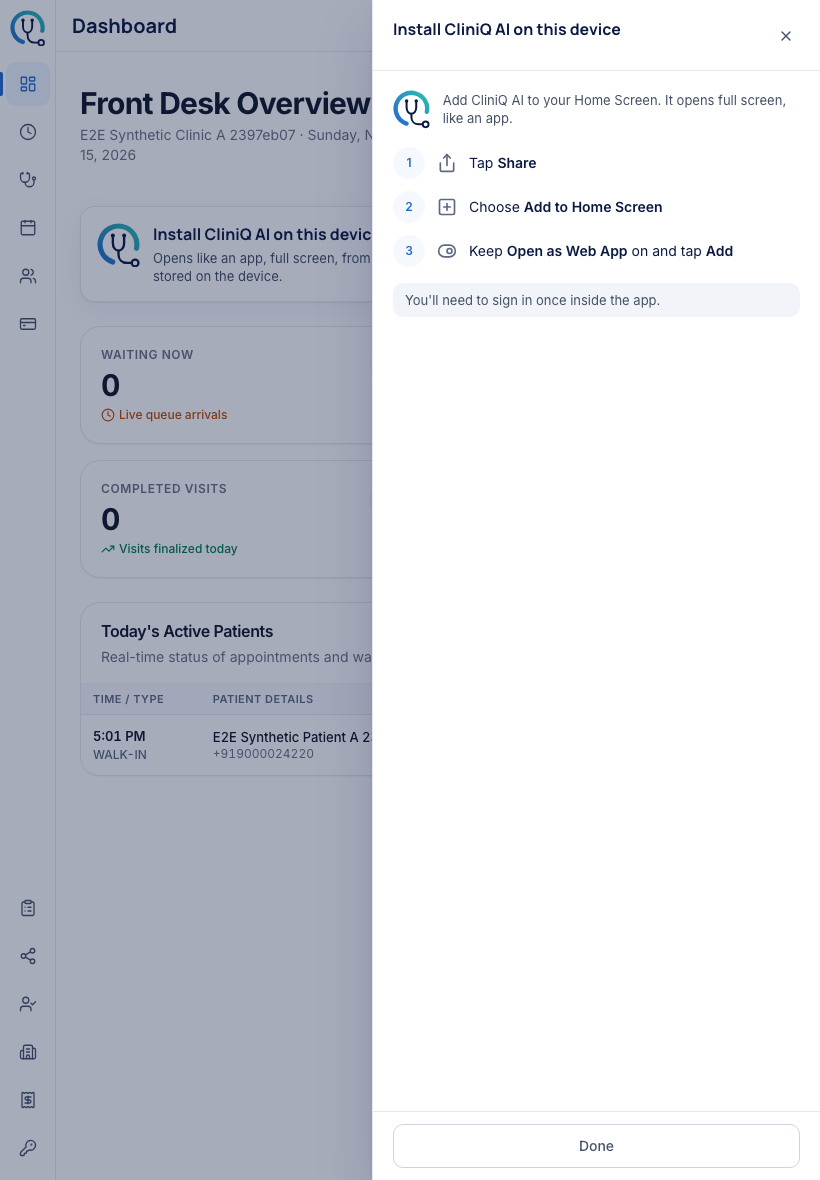 Dashboard
Front Desk Overview
E2E Synthetic Clinic A 2397eb07 · Sunday, N
15, 2026
Install CliniQ AI on this devic
Opens like an app, full screen, from
stored on the device.
WAITING NOW
0
Live queue arrivals
COMPLETED VISITS
0
Visits finalized today
Today's Active Patients
Real-time status of appointments and wa
TIME / TYPE PATIENT DETAILS
5:01 PM E2E Synthetic Patient A 2
WALK-IN +919000024220
Install CliniQ AI on this device
Add CliniQ AI to your Home Screen. It opens full screen,
like an app.
1 Tap Share
2 Choose Add to Home Screen
3 Keep Open as Web App on and tap Add
You'll need to sign in once inside the app.
Done